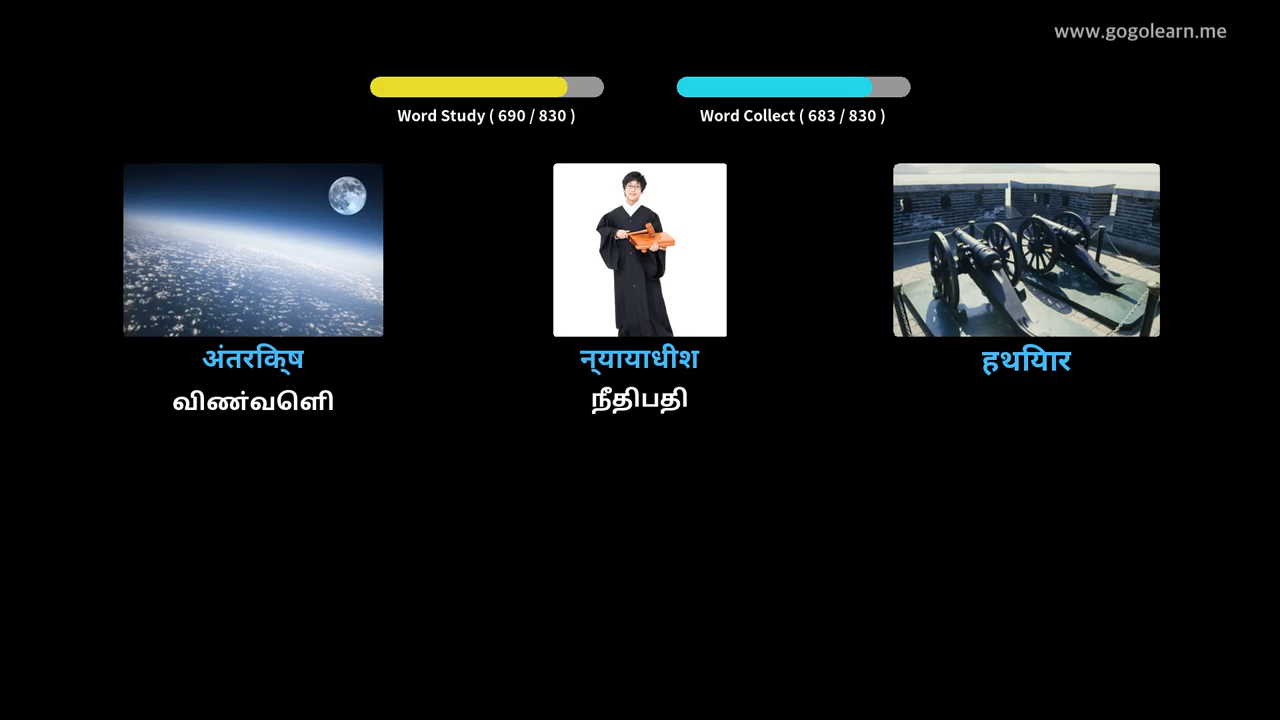 www.gogolearn.me
Word Study ( 690 / 830 )
Word Collect ( 683 / 830 )
अंतरिक्ष
न्यायाधीश
हथियार
விண்வெளி
நீதிபதி